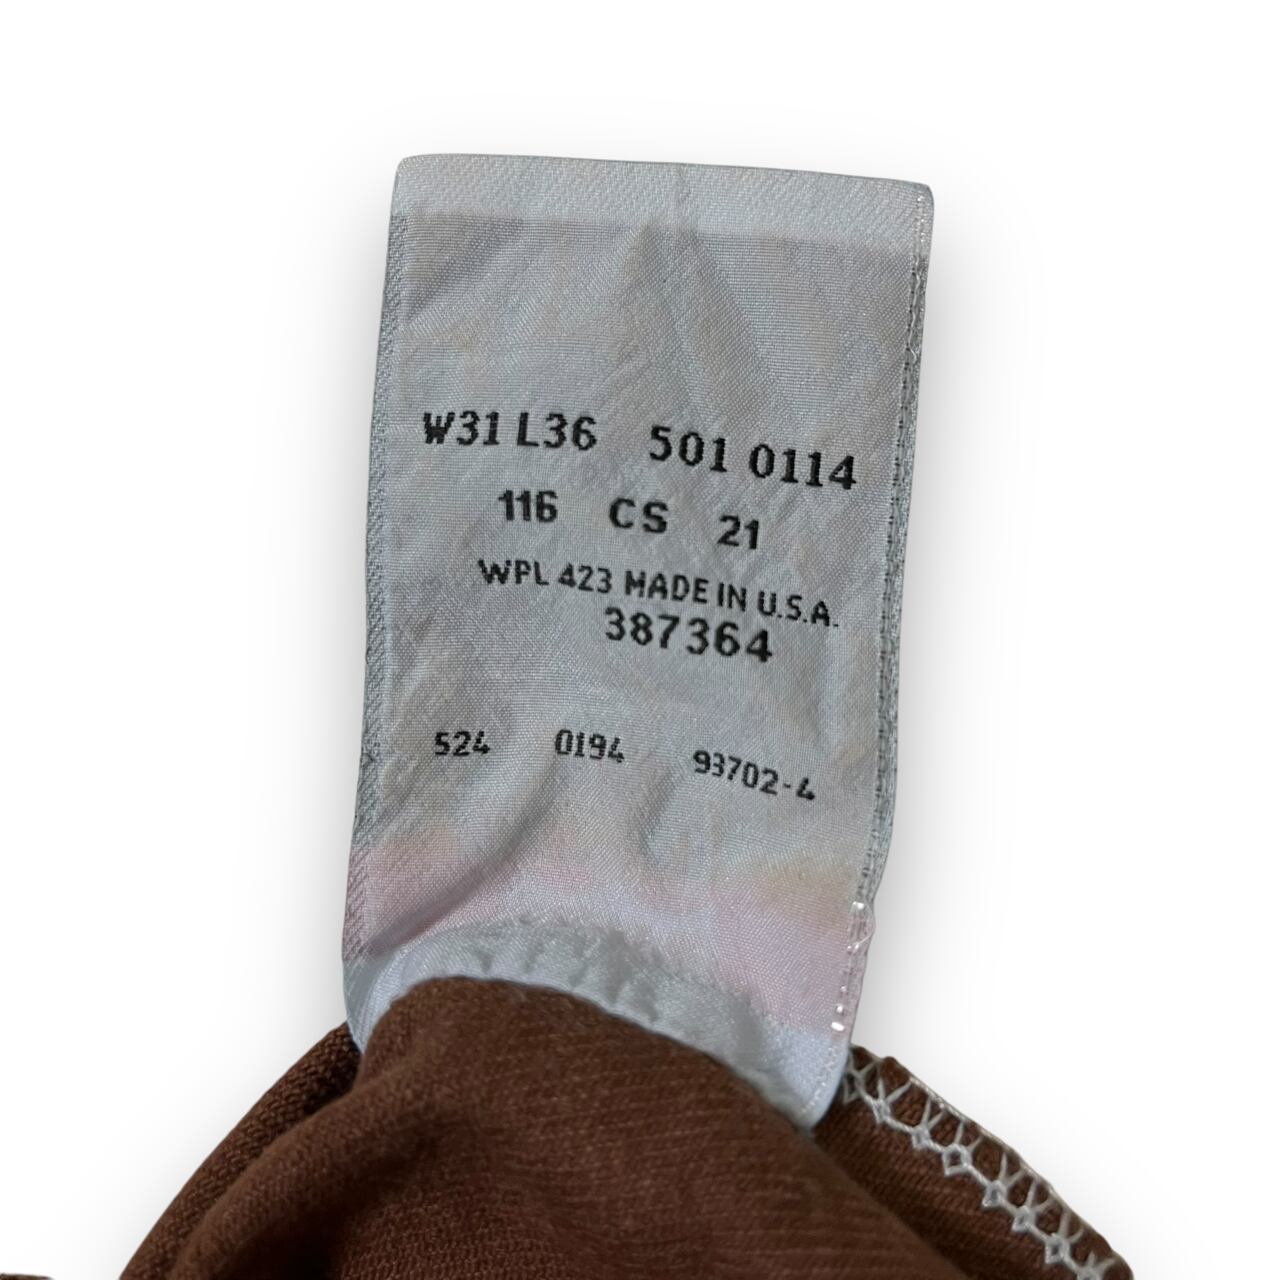 W31 L36 501 0114
116 CS 21
WPL 423 MADE IN U.S.A.
387364
524 0194 93702-4